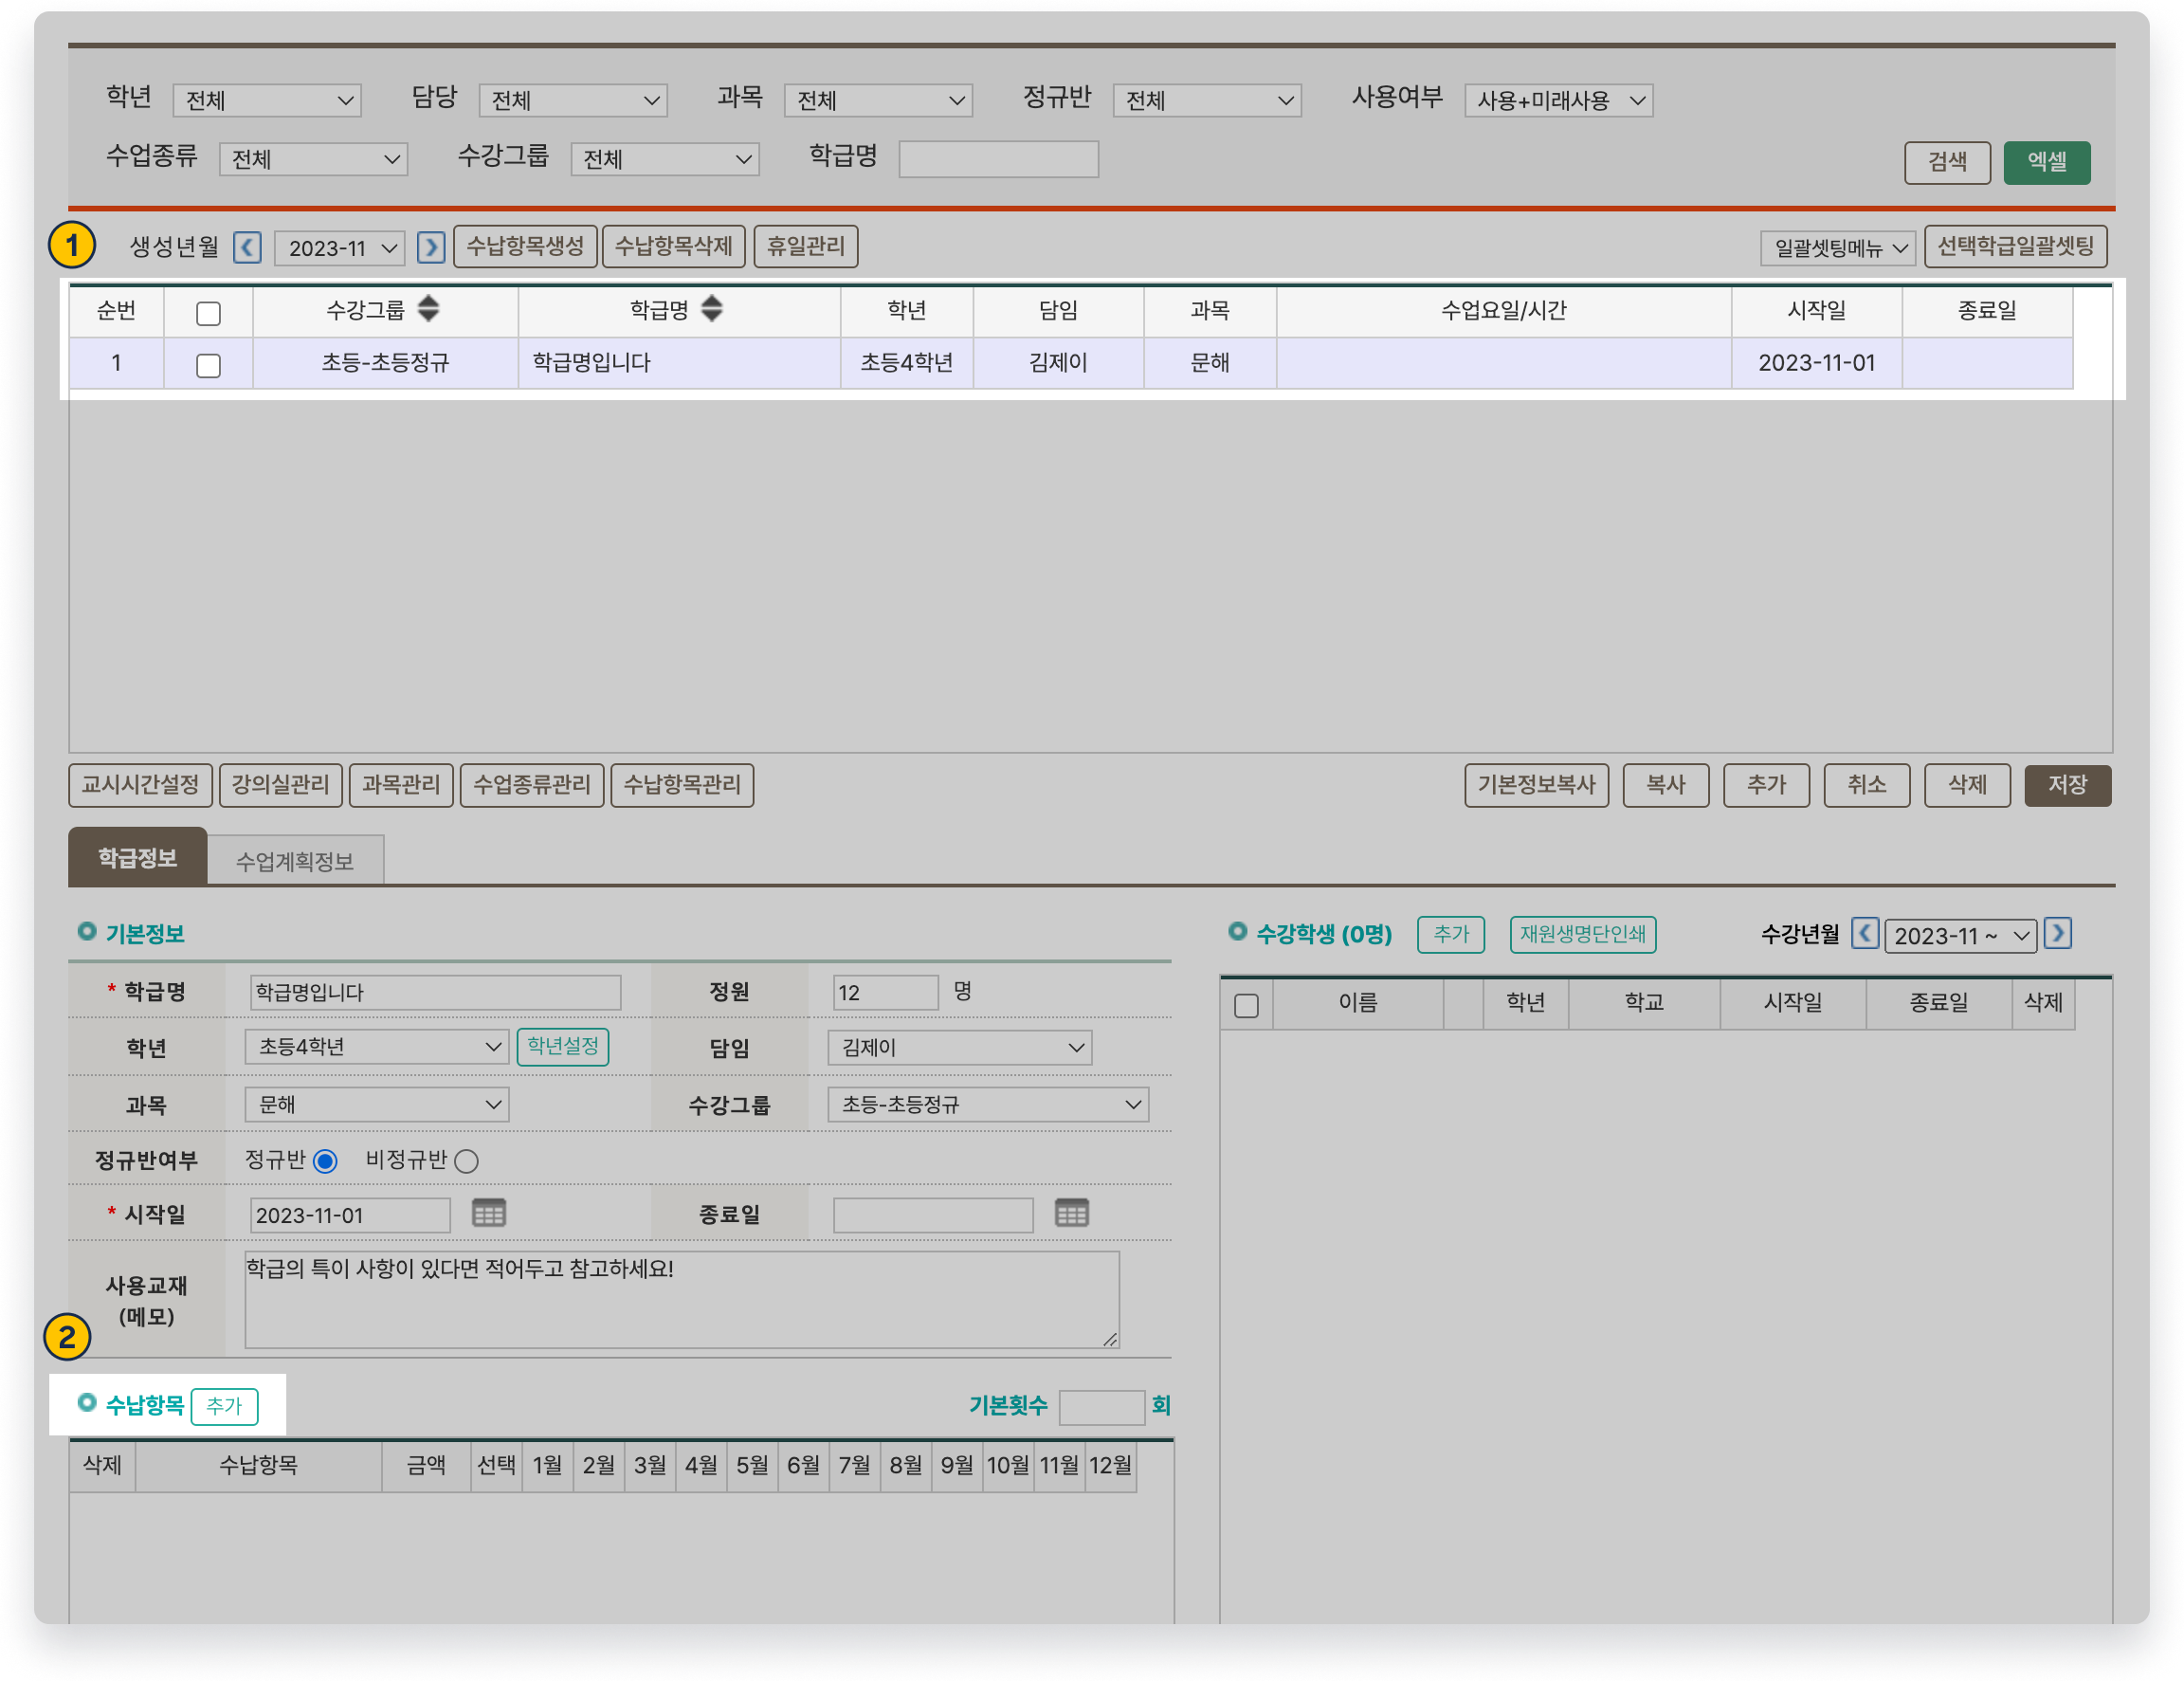 학년 전체 담당 전체 과목 전체 정규반 전체 사용여부 사용+미래사용
수업종류 전체 수강그룹 전체 학급명 검색 엑셀
1 생성년월 2023-11 수납항목생성 수납항목삭제 휴일관리 일괄셋팅메뉴 선택학급일괄셋팅
순번 수강그룹 학급명 학년 담임 과목 수업요일/시간 시작일 종료일
1 초등-초등정규 학급명입니다 초등4학년 김제이 문해 2023-11-01
교시시간설정 강의실관리 과목관리 수업종류관리 수납항목관리 기본정보복사 복사 추가 취소 삭제 저장
학급정보 수업계획정보
기본정보 수강학생 (0명) 추가 재원생명단인쇄 수강년월 2023-11 ~
* 학급명 학급명입니다 정원 12 명 이름 학년 학교 시작일 종료일 삭제
학년 초등4학년 학년설정 담임 김제이
과목 문해 수강그룹 초등-초등정규
정규반여부 정규반 비정규반
* 시작일 2023-11-01 종료일
사용교재 학급의 특이 사항이 있다면 적어두고 참고하세요!
(메모)
2
수납항목 추가 기본횟수 회
삭제 수납항목 금액 선택 1월 2월 3월 4월 5월 6월 7월 8월 9월 10월 11월 12월